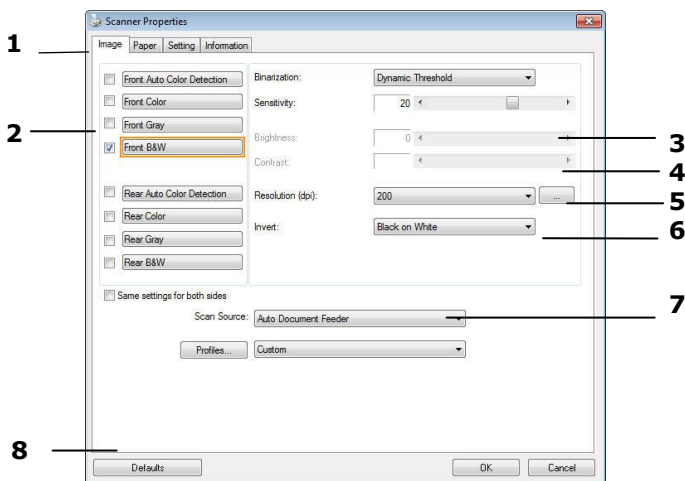 Scanner Properties
1
Image Paper Setting Information
Front Auto Color Detection
Binarization: Dynamic Threshold
Front Color
Sensitivity: 20
2
Front Gray
Brightness: 0
3
Front B&W
Contrast:
4
Rear Auto Color Detection
Resolution (dpi): 200 ...
5
Rear Color
Invert: Black on White
6
Rear Gray
Rear B&W
Same settings for both sides
Scan Source: Auto Document Feeder
7
Profiles... Custom
8
Defaults OK Cancel